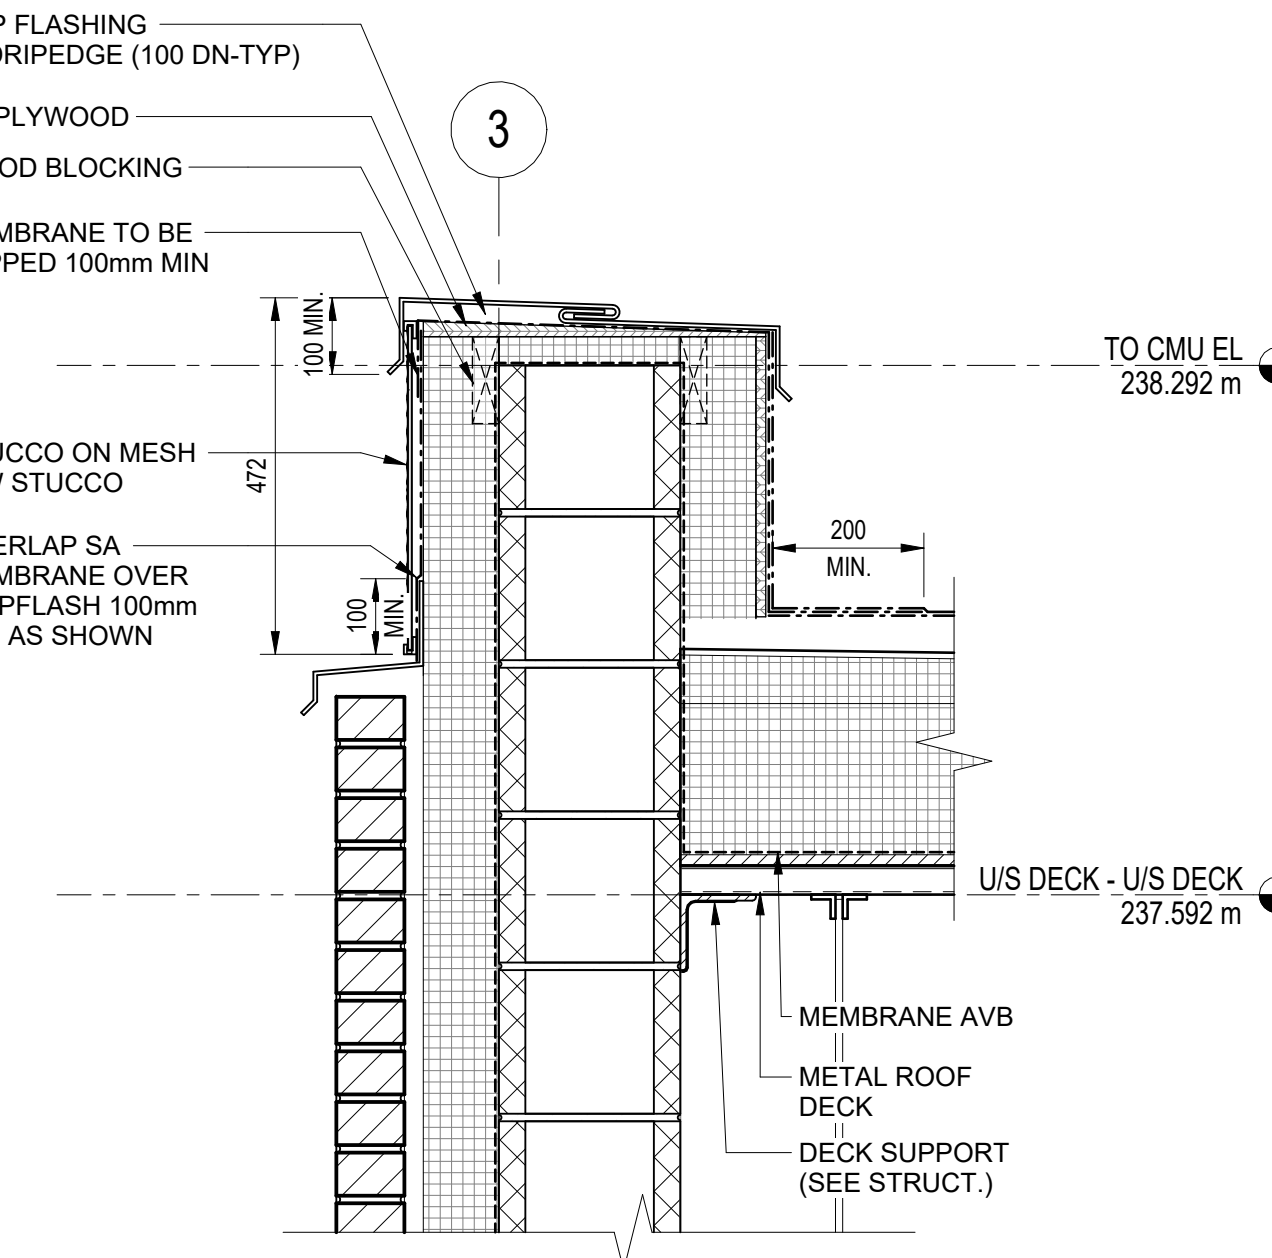 P FLASHING
DRIPEDGE (100 DN-TYP)
PLYWOOD
OD BLOCKING
MBRANE TO BE
PPED 100mm MIN
3
100 MIN.
472
TO CMU EL
238.292 m
UCCO ON MESH
STUCCO
200
MIN.
ERLAP SA
MBRANE OVER
PFLASH 100mm
AS SHOWN
100
MIN.
U/S DECK - U/S DECK
237.592 m
MEMBRANE AVB
METAL ROOF
DECK
DECK SUPPORT
(SEE STRUCT.)